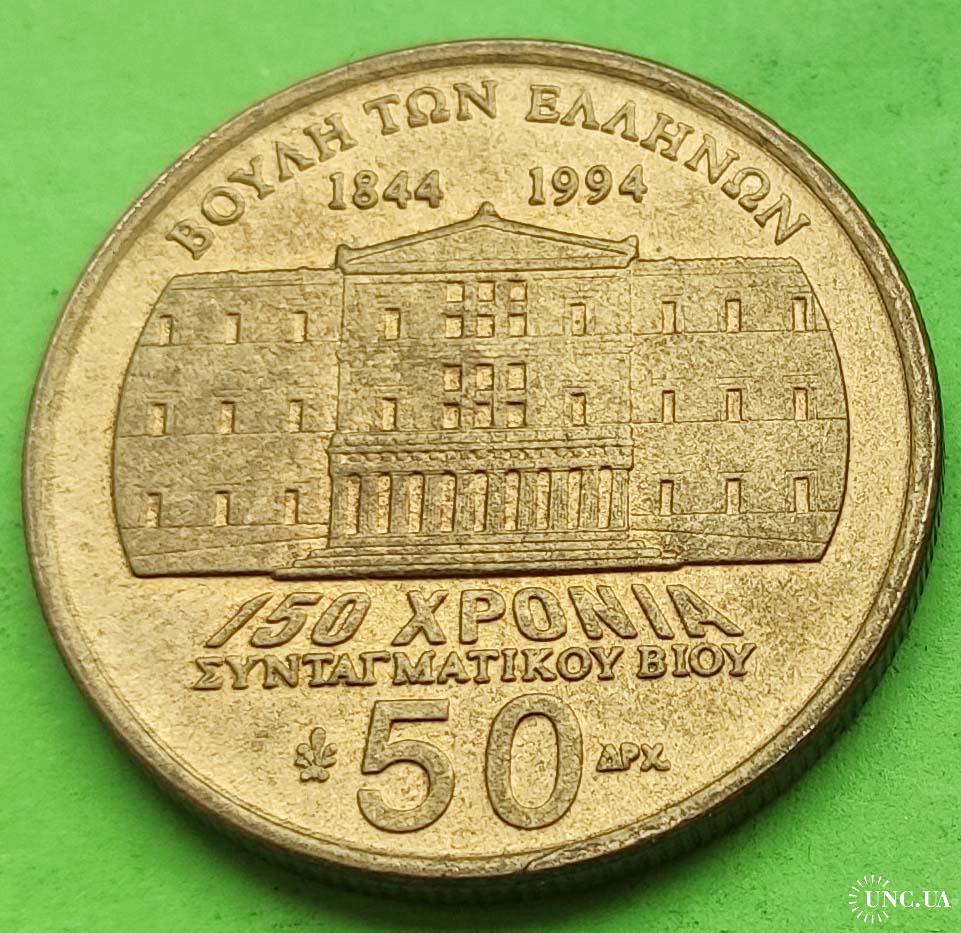 ΒΟΥΛΗ ΤΩΝ ΕΛΛΗΝΩΝ
1844 1994
150 ΧΡΟΝΙΑ
ΣΥΝΤΑΓΜΑΤΙΚΟΥ ΒΙΟΥ
50 ΔΡΧ.
UNC.UA